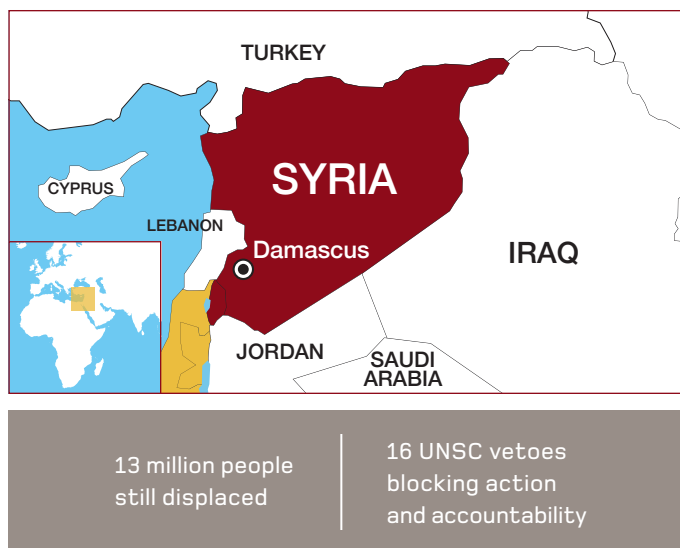 TURKEY
SYRIA
CYPRUS
LEBANON
Damascus
IRAQ
JORDAN
SAUDI
ARABIA
13 million people
still displaced
16 UNSC vetoes
blocking action
and accountability